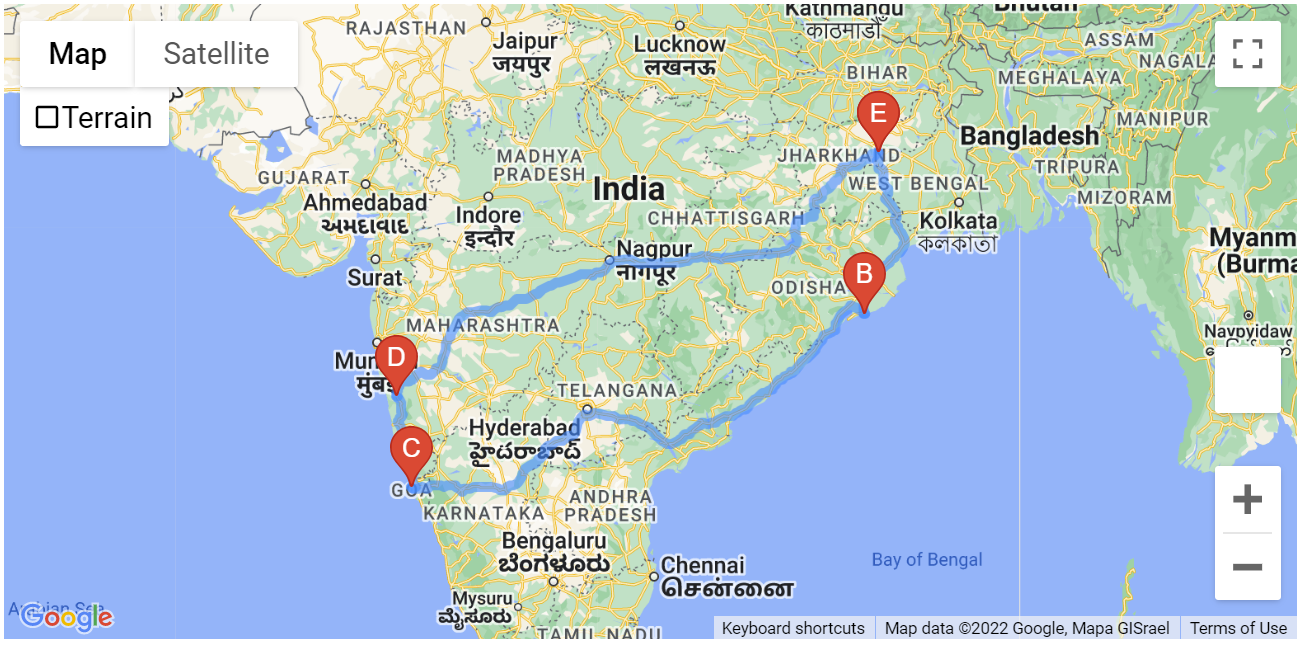 Map
Satellite
Terrain
RAJASTHAN
Jaipur
जयपुर
Lucknow
लखनऊ
Kathmandu
काठमाडौँ
Bhutan
ASSAM
NAGALA
MEGHALAYA
BIHAR
MANIPUR
E
Bangladesh
JHARKHAND
TRIPURA
MIZORAM
WEST BENGAL
MADHYA
PRADESH
India
GUJARAT
Ahmedabad
અમદાવાદ
Indore
इन्दौर
CHHATTISGARH
Kolkata
কলকাতা
Myanm
(Burma
Nagpur
नागपूर
Surat
B
ODISHA
MAHARASHTRA
Naypyidaw
D
मुंबई
TELANGANA
Hyderabad
హైదరాబాద్
C
GOA
KARNATAKA
ANDHRA
PRADESH
Bengaluru
ಬೆಂಗಳೂರು
Chennai
சென்னை
Bay of Bengal
Mysuru
ಮೈಸೂರು
TAMIL NADU
Arabian Sea
Google
Keyboard shortcuts
Map data ©2022 Google, Mapa GISrael
Terms of Use